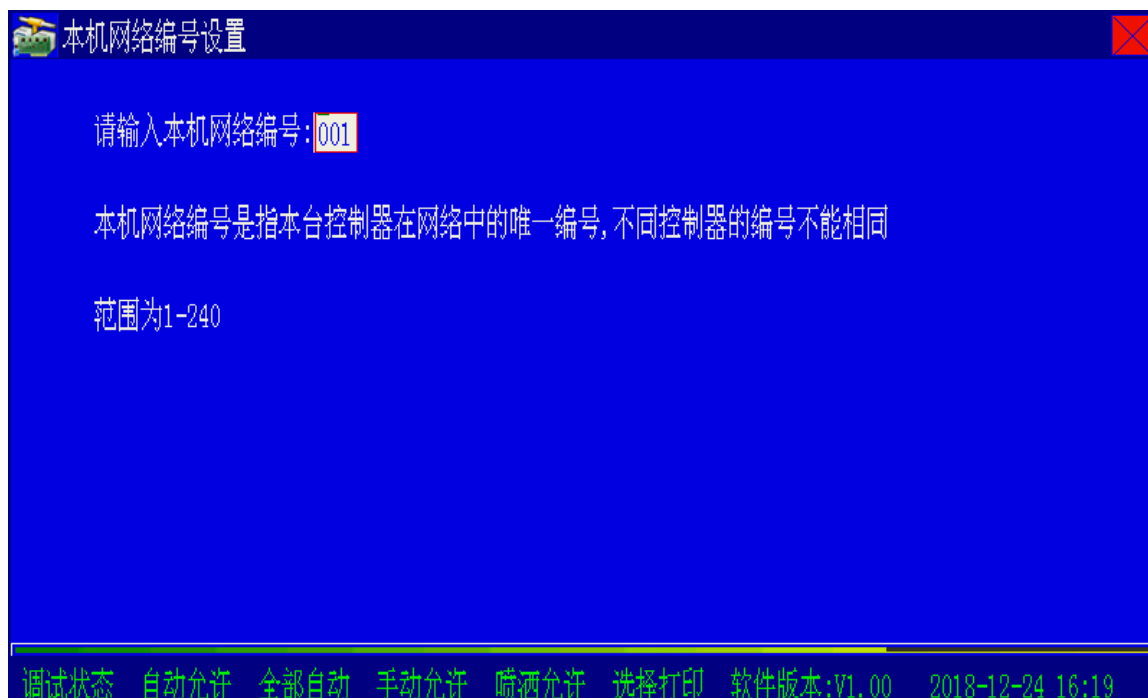 本机网络编号设置
请输入本机网络编号:001
本机网络编号是指本台控制器在网络中的唯一编号,不同控制器的编号不能相同
范围为1-240
调试状态 自动允许 全部自动 手动允许 喷洒允许 选择打印 软件版本:V1.00 2018-12-24 16:19